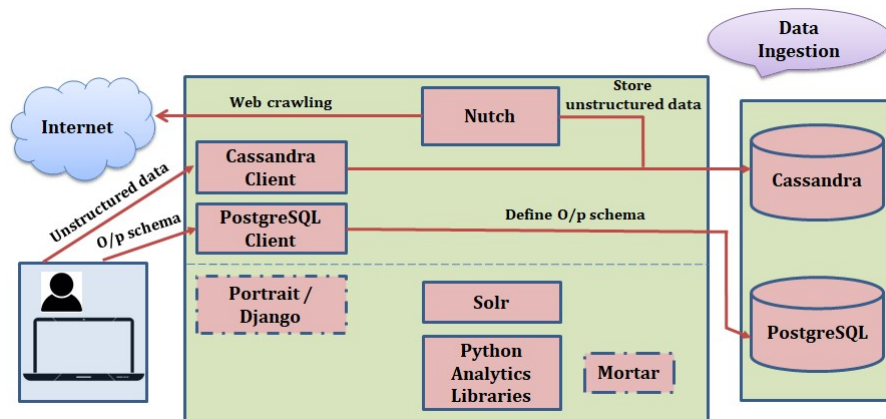 Data
Ingestion
Internet
Web crawling
Nutch
Store
unstructured data
Cassandra
Client
Cassandra
Unstructured data
O/p schema
PostgreSQL
Client
Define O/p schema
PostgreSQL
Portrait /
Django
Solr
Python
Analytics
Libraries
Mortar